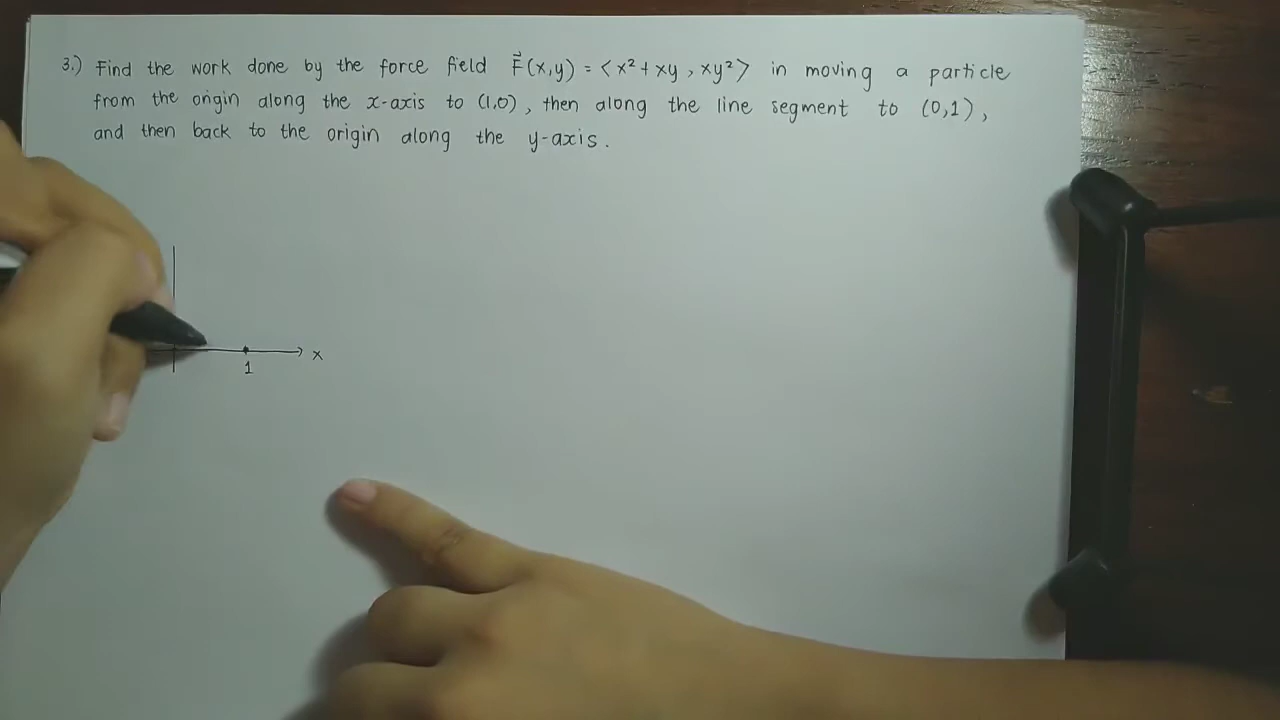 3.) Find the work done by the force field F⃗(x,y) = <x² + xy , xy²> in moving a particle
from the origin along the x-axis to (1,0), then along the line segment to (0,1),
and then back to the origin along the y-axis.
x
1